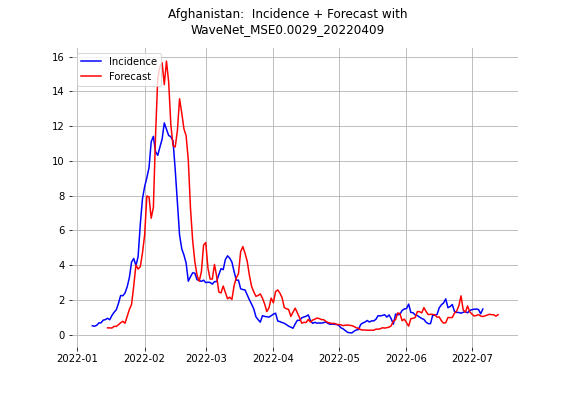 Afghanistan:  Incidence + Forecast with
WaveNet_MSE0.0029_20220409
Incidence
Forecast
16
14
12
10
8
6
4
2
0
2022-01 2022-02 2022-03 2022-04 2022-05 2022-06 2022-07